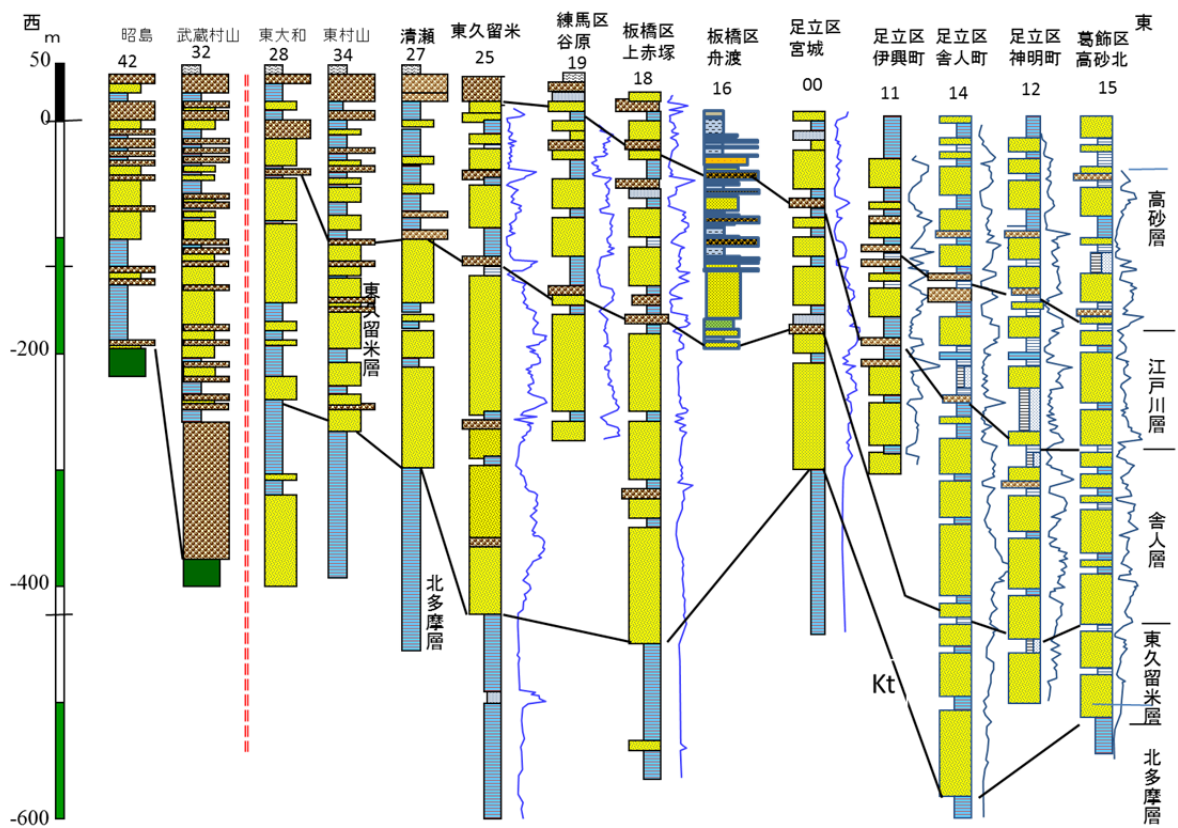 西
m
50
0
-200
-400
-600
昭島
42
武蔵村山
32
東大和
28
東村山
34
清瀬
27
東久留米
25
練馬区
谷原
19
板橋区
上赤塚
18
板橋区
舟渡
16
足立区
宮城
00
足立区
伊興町
11
足立区
舎人町
14
足立区
神明町
12
葛飾区
高砂北
15
東
東久留米層
北多摩層
Kt
高砂層
江戸川層
舎人層
東久留米層
北多摩層